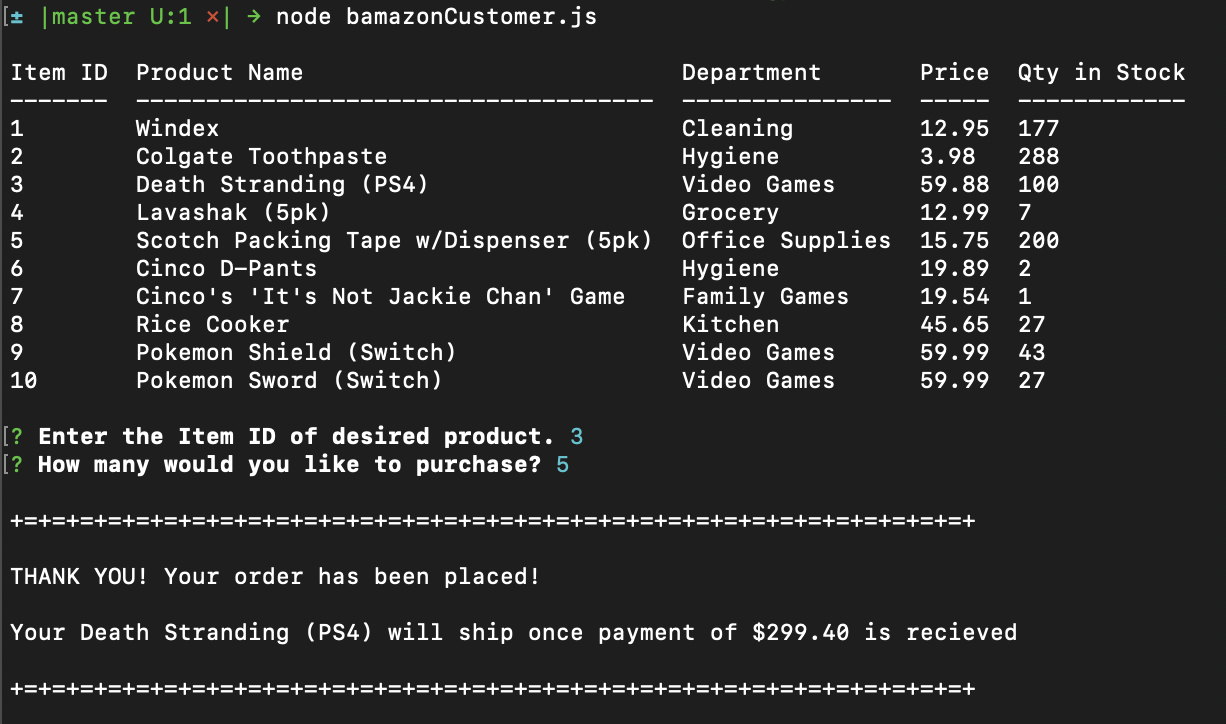 [± |master U:1 ×| → node bamazonCustomer.js
Item ID  Product Name                           Department       Price  Qty in Stock
-------  -------------------------------------  ---------------  -----  ------------
1        Windex                                 Cleaning         12.95  177
2        Colgate Toothpaste                     Hygiene          3.98   288
3        Death Stranding (PS4)                  Video Games      59.88  100
4        Lavashak (5pk)                         Grocery          12.99  7
5        Scotch Packing Tape w/Dispenser (5pk)  Office Supplies  15.75  200
6        Cinco D-Pants                          Hygiene          19.89  2
7        Cinco's 'It's Not Jackie Chan' Game    Family Games     19.54  1
8        Rice Cooker                            Kitchen          45.65  27
9        Pokemon Shield (Switch)                Video Games      59.99  43
10       Pokemon Sword (Switch)                 Video Games      59.99  27
[? Enter the Item ID of desired product. 3
[? How many would you like to purchase? 5
+=+=+=+=+=+=+=+=+=+=+=+=+=+=+=+=+=+=+=+=+=+=+=+=+=+=+=+=+=+=+=+=+=+=+
THANK YOU! Your order has been placed!
Your Death Stranding (PS4) will ship once payment of $299.40 is recieved
+=+=+=+=+=+=+=+=+=+=+=+=+=+=+=+=+=+=+=+=+=+=+=+=+=+=+=+=+=+=+=+=+=+=+